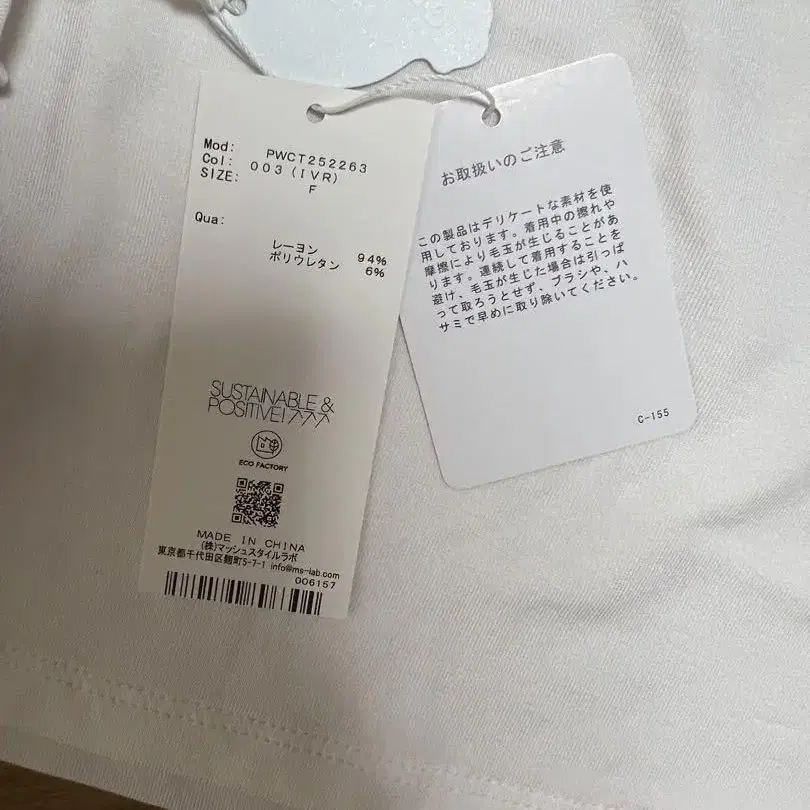 Mod: PWCT252263
Col: 003 (IVR)
SIZE: F
Qua:
レーヨン 94%
ポリウレタン 6%
SUSTAINABLE &
POSITIVE!
ECO FACTORY
MADE IN CHINA
(株)マッシュスタイルラボ
東京都千代田区麹町5-7-1 info@ms-lab.com
006157
お取扱いのご注意
この製品はデリケートな素材を使
用しております。着用中の擦れや
摩擦により毛玉が生じることがあ
ります。連続して着用することを
避け、毛玉が生じた場合は引っぱ
って取ろうとせず、ブラシや、ハ
サミで早めに取り除いてください。
C-155